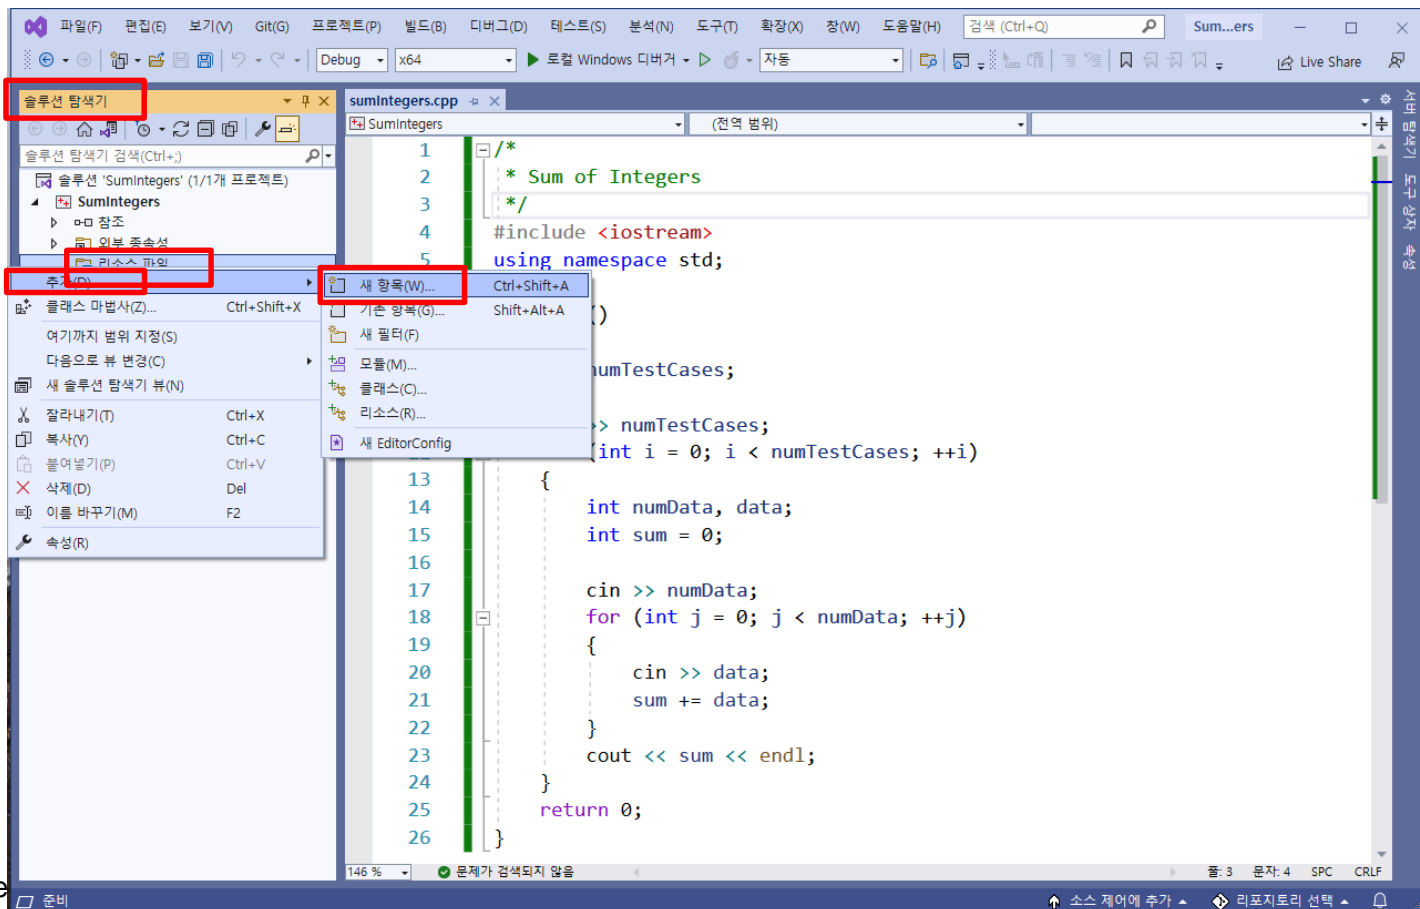 파일(F) 편집(E) 보기(V) Git(G) 프로젝트(P) 빌드(B) 디버그(D) 테스트(S) 분석(N) 도구(T) 확장(X) 창(W) 도움말(H) 검색 (Ctrl+Q) Sum...ers
Debug x64 로컬 Windows 디버거 자동 Live Share
솔루션 탐색기
솔루션 탐색기 검색(Ctrl+;)
솔루션 'SumIntegers' (1/1개 프로젝트)
SumIntegers
참조
외부 종속성
리소스 파일
추가(D)
클래스 마법사(Z)... Ctrl+Shift+X
여기까지 범위 지정(S)
다음으로 뷰 변경(C)
새 솔루션 탐색기 뷰(N)
잘라내기(T) Ctrl+X
복사(Y) Ctrl+C
붙여넣기(P) Ctrl+V
삭제(D) Del
이름 바꾸기(M) F2
속성(R)
새 항목(W)... Ctrl+Shift+A
기존 항목(G)... Shift+Alt+A
새 필터(F)
모듈(M)...
클래스(C)...
리소스(R)...
새 EditorConfig
sumIntegers.cpp
SumIntegers (전역 범위)
1 /*
2 * Sum of Integers
3 */
4 #include <iostream>
5 using namespace std;
()
numTestCases;
>> numTestCases;
12 (int i = 0; i < numTestCases; ++i)
13 {
14 int numData, data;
15 int sum = 0;
16
17 cin >> numData;
18 for (int j = 0; j < numData; ++j)
19 {
20 cin >> data;
21 sum += data;
22 }
23 cout << sum << endl;
24 }
25 return 0;
26 }
146 % 문제가 검색되지 않음 줄: 3 문자: 4 SPC CRLF
e
준비 소스 제어에 추가 리포지토리 선택
서버 탐색기 도구 상자 속성